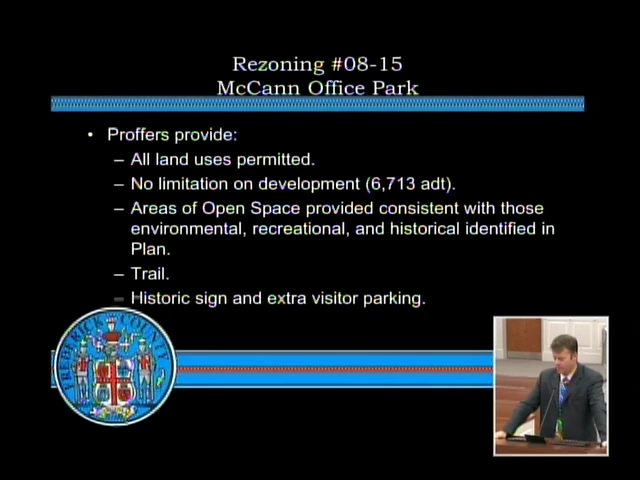 Rezoning #08-15
McCann Office Park
• Proffers provide:
– All land uses permitted.
– No limitation on development (6,713 adt).
– Areas of Open Space provided consistent with those
environmental, recreational, and historical identified in
Plan.
– Trail.
– Historic sign and extra visitor parking.
FREDERICK COUNTY